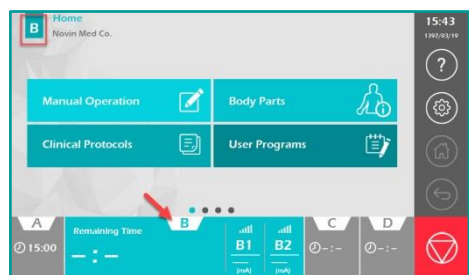 B
Home
Novin Med Co.
15:43
1397/03/19
?
Manual Operation
Body Parts
Clinical Protocols
User Programs
A
15:00
Remaining Time
-:-
B
B1
B2
(mA)
(mA)
C
-:-
D
-:-